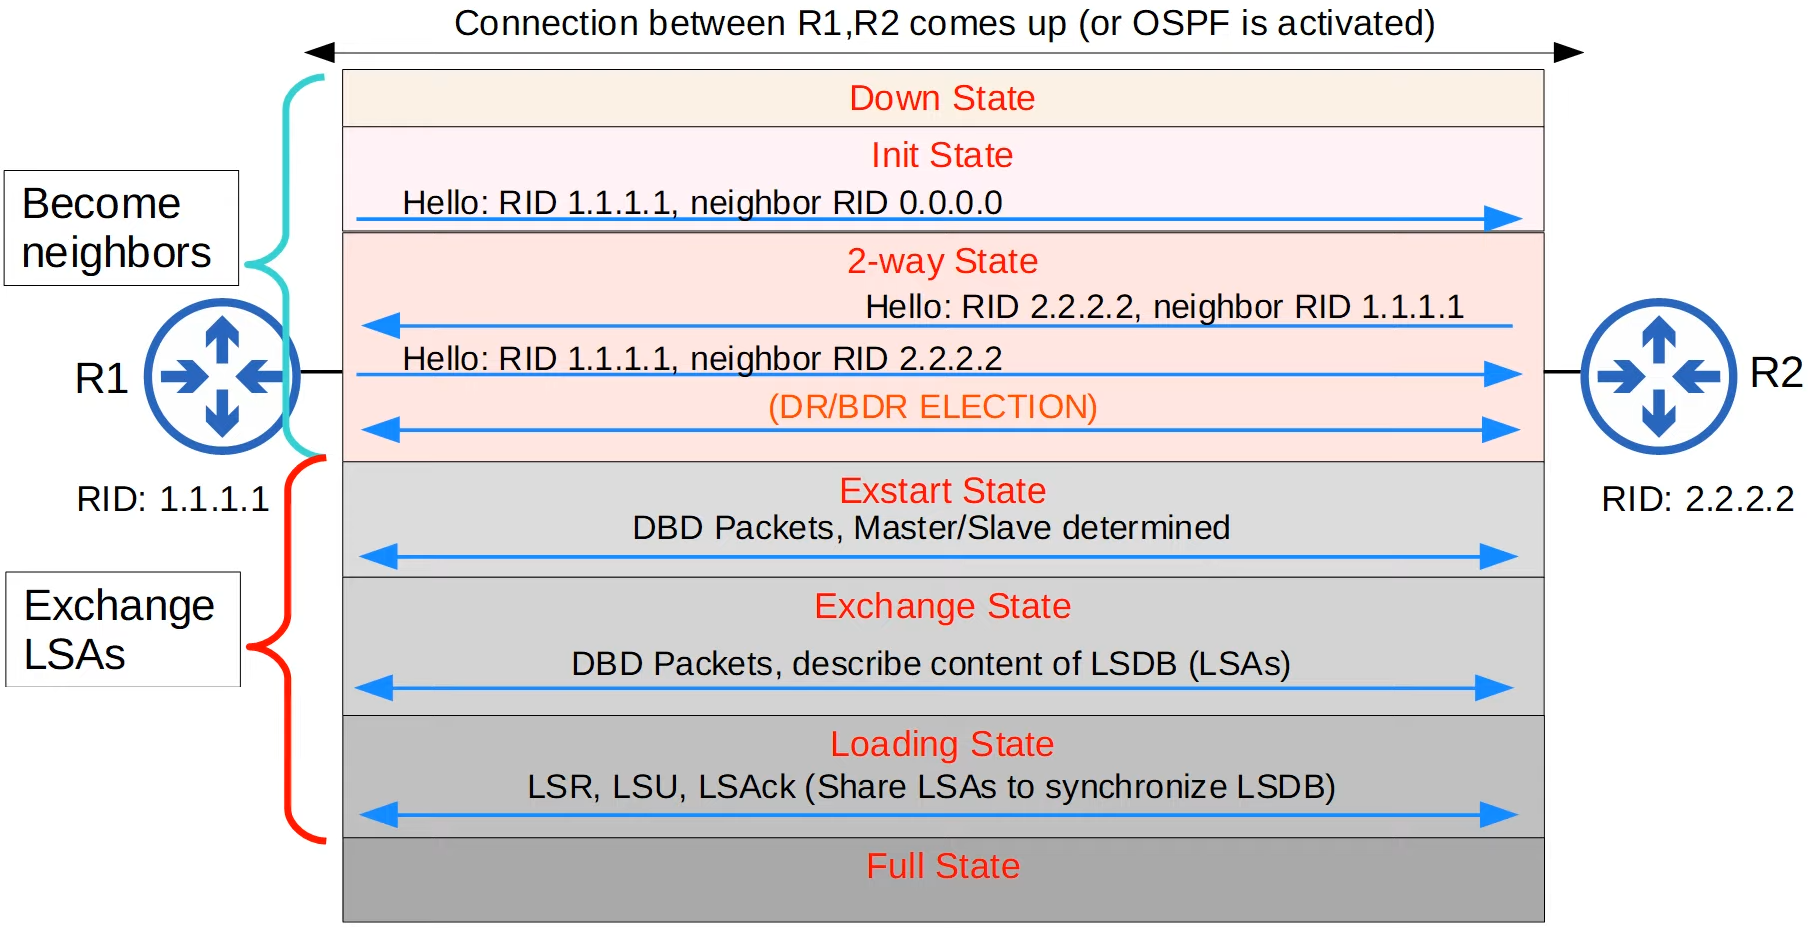 Connection between R1,R2 comes up (or OSPF is activated)
Down State
Init State
Hello: RID 1.1.1.1, neighbor RID 0.0.0.0
Become
neighbors
2-way State
Hello: RID 2.2.2.2, neighbor RID 1.1.1.1
Hello: RID 1.1.1.1, neighbor RID 2.2.2.2
(DR/BDR ELECTION)
R1
R2
RID: 1.1.1.1
RID: 2.2.2.2
Exstart State
DBD Packets, Master/Slave determined
Exchange
LSAs
Exchange State
DBD Packets, describe content of LSDB (LSAs)
Loading State
LSR, LSU, LSAck (Share LSAs to synchronize LSDB)
Full State